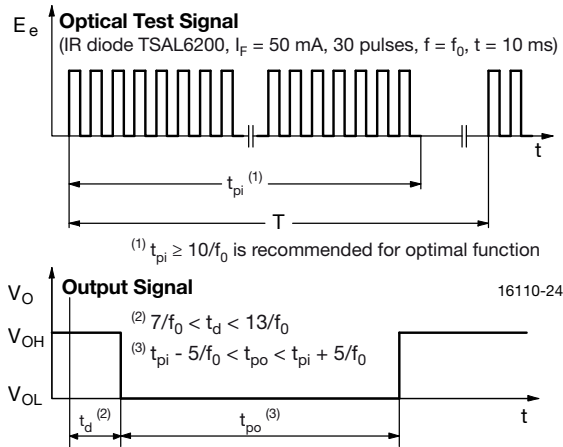 E_e Optical Test Signal
(IR diode TSAL6200, I_F = 50 mA, 30 pulses, f = f_0, t = 10 ms)
t
t_pi (1)
T
(1) t_pi ≥ 10/f_0 is recommended for optimal function
V_O Output Signal 16110-24
(2) 7/f_0 < t_d < 13/f_0
V_OH
(3) t_pi - 5/f_0 < t_po < t_pi + 5/f_0
V_OL
t
t_d (2) t_po (3)